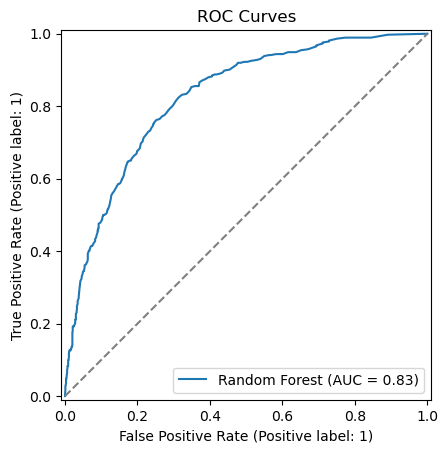 ROC Curves
True Positive Rate (Positive label: 1)
1.0
0.8
0.6
0.4
0.2
0.0
Random Forest (AUC = 0.83)
0.0 0.2 0.4 0.6 0.8 1.0
False Positive Rate (Positive label: 1)